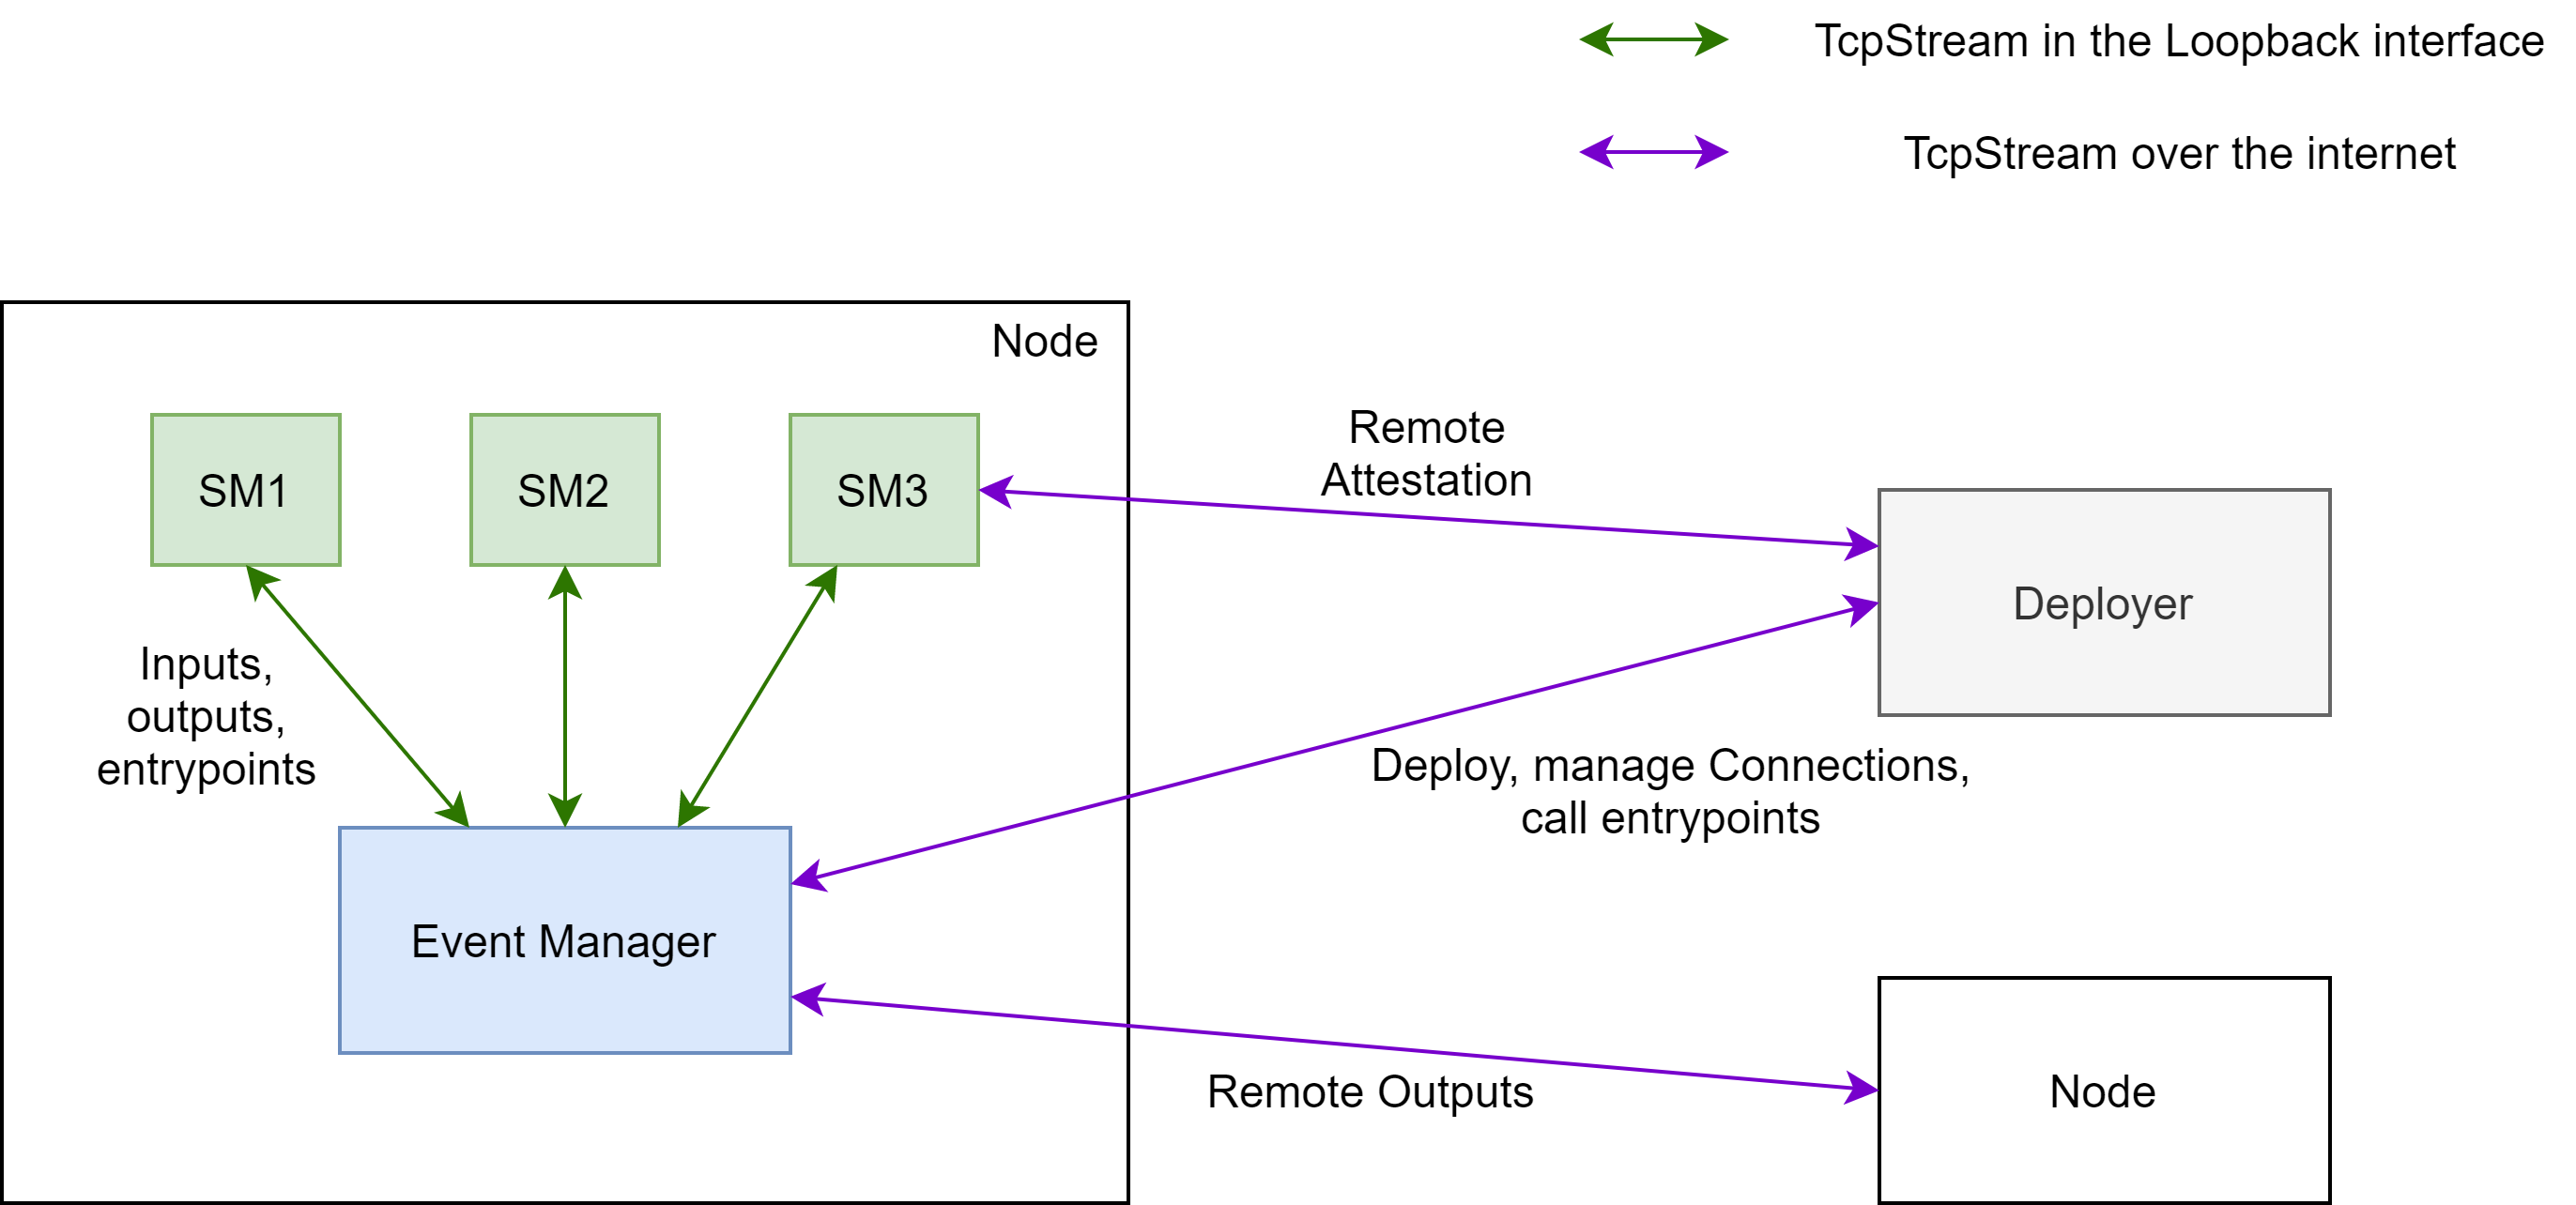 TcpStream in the Loopback interface
TcpStream over the internet
Node
SM1
SM2
SM3
Remote
Attestation
Deployer
Inputs,
outputs,
entrypoints
Deploy, manage Connections,
call entrypoints
Event Manager
Remote Outputs
Node